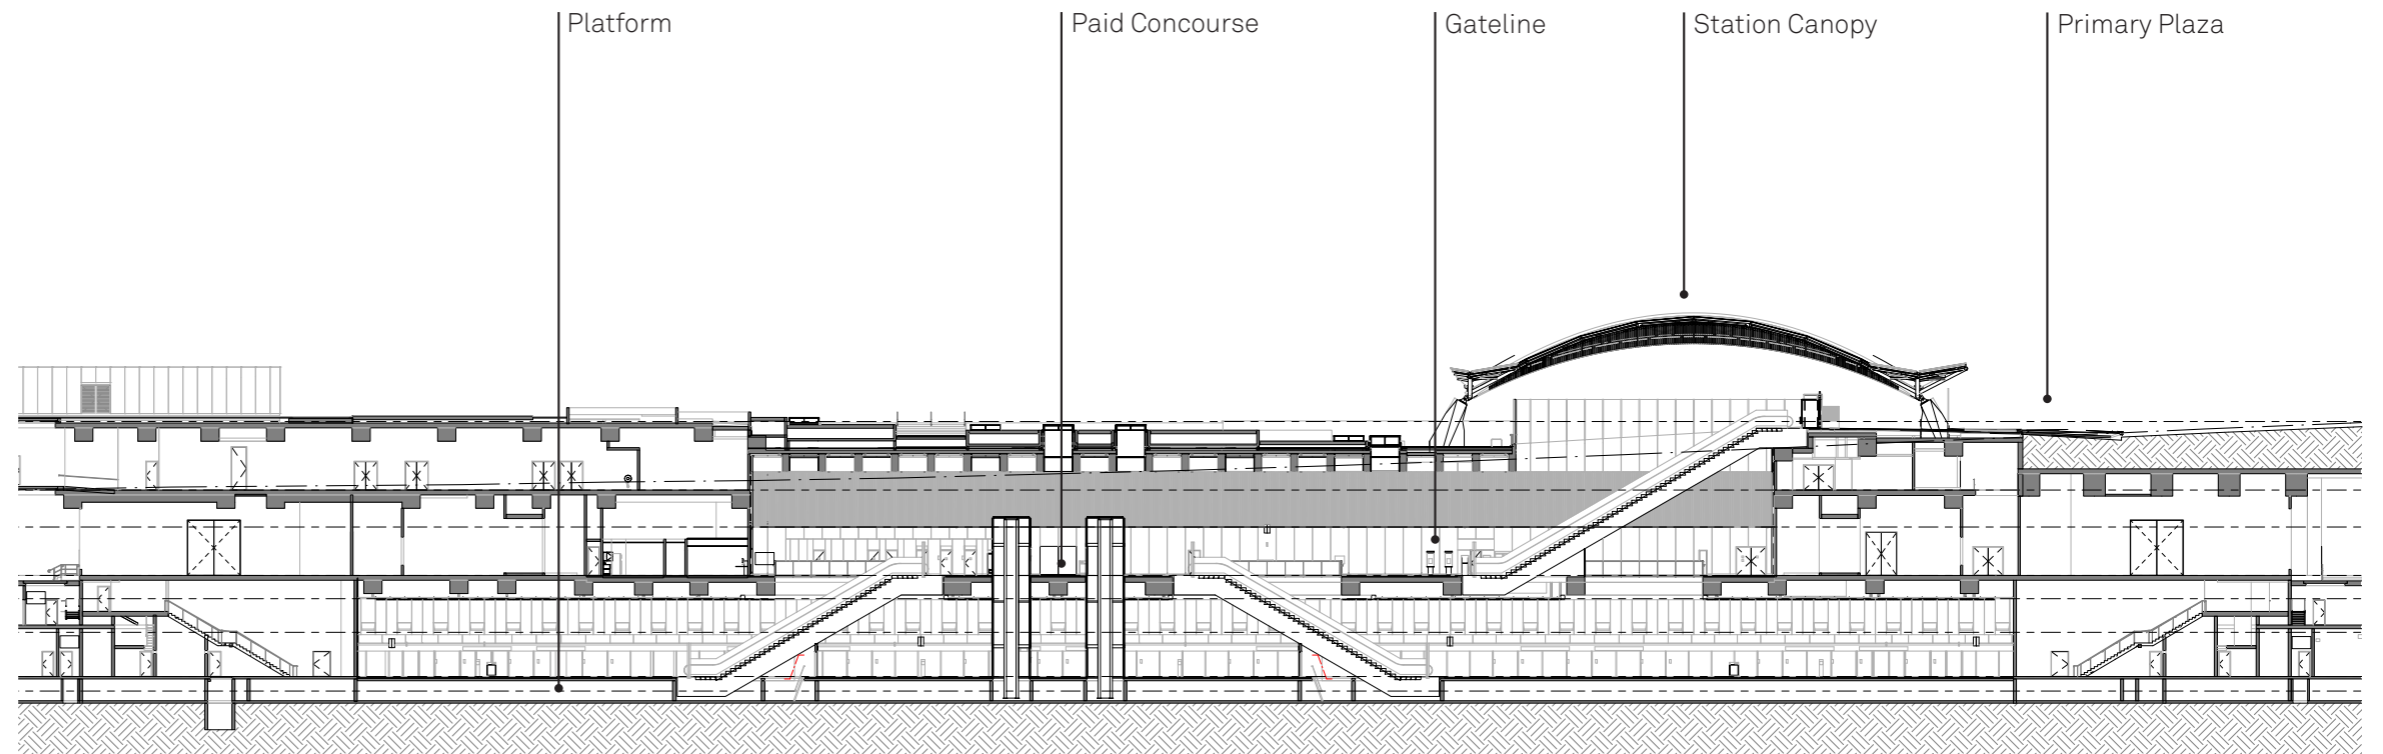 Platform
Paid Concourse
Gateline
Station Canopy
Primary Plaza